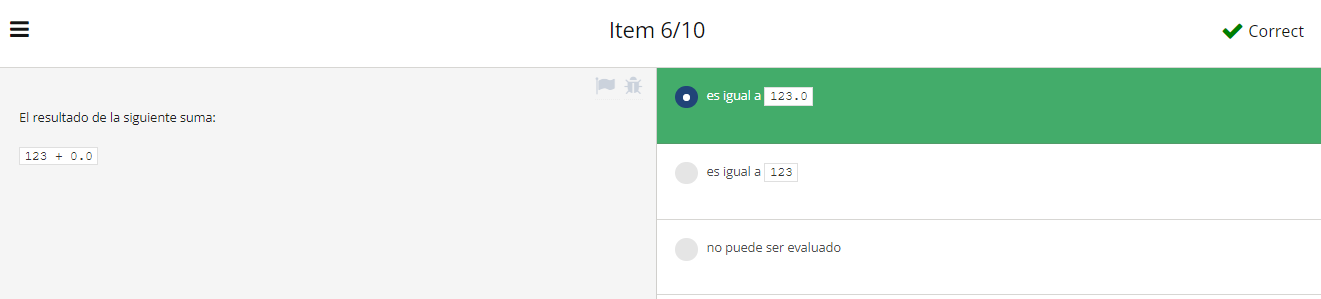 Item 6/10
Correct
El resultado de la siguiente suma:
123 + 0.0
es igual a 123.0
es igual a 123
no puede ser evaluado